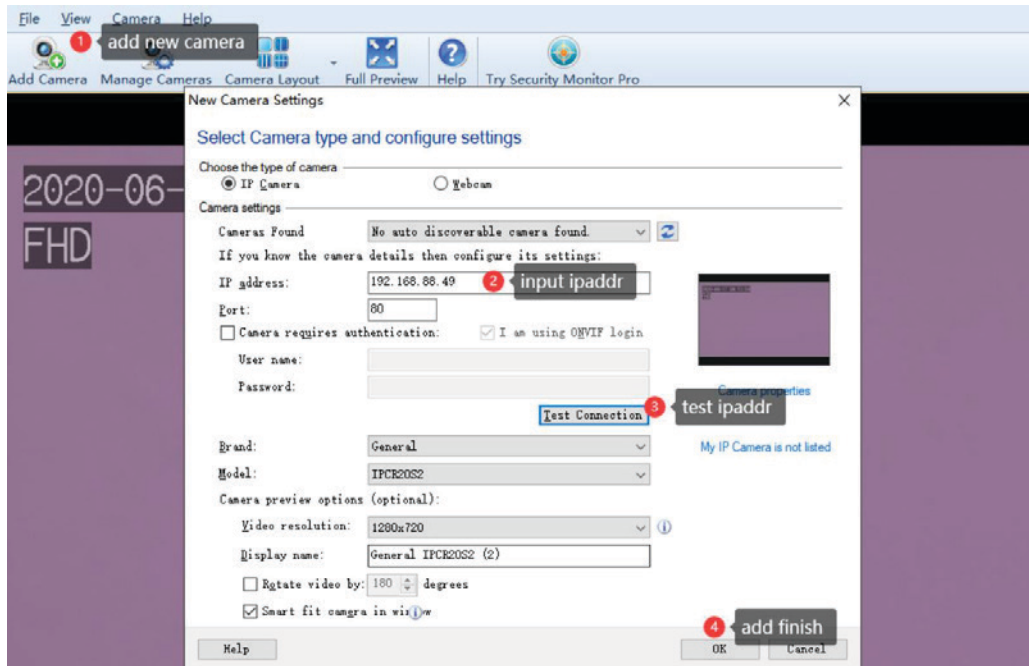 File View Camera Help
1 add new camera
Add Camera Manage Cameras Camera Layout Full Preview Help Try Security Monitor Pro
New Camera Settings
Select Camera type and configure settings
Choose the type of camera
IP Camera Webcam
2020-06-
Camera settings
FHD
Cameras Found No auto discoverable camera found.
If you know the camera details then configure its settings:
IP address: 192.168.88.49 2 input ipaddr
Port: 80
Camera requires authentication: I am using ONVIF login
User name:
Password:
Camera properties
Test Connection 3 test ipaddr
Brand: General My IP Camera is not listed
Model: IPCR20S2
Camera preview options (optional):
Video resolution: 1280x720
Display name: General IPCR20S2 (2)
Rotate video by: 180 degrees
Smart fit camera in
4 add finish
Help OK Cancel